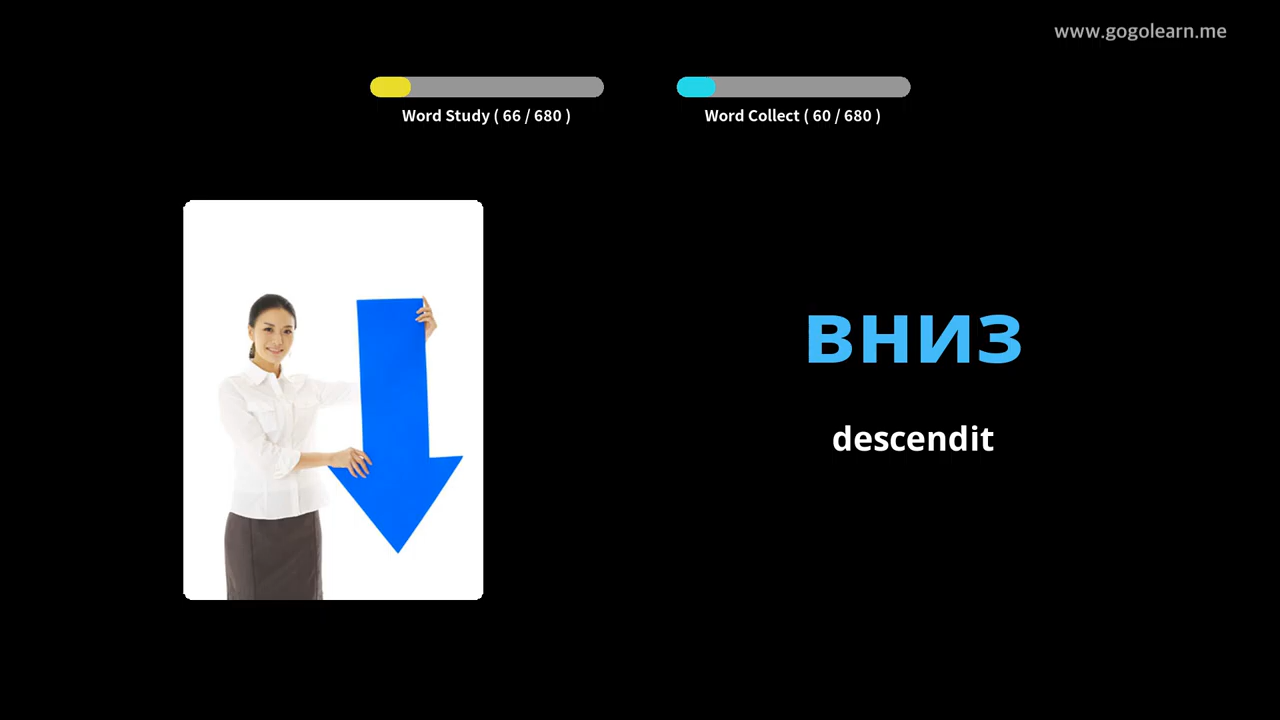 www.gogolearn.me
Word Study ( 66 / 680 )
Word Collect ( 60 / 680 )
вниз
descendit